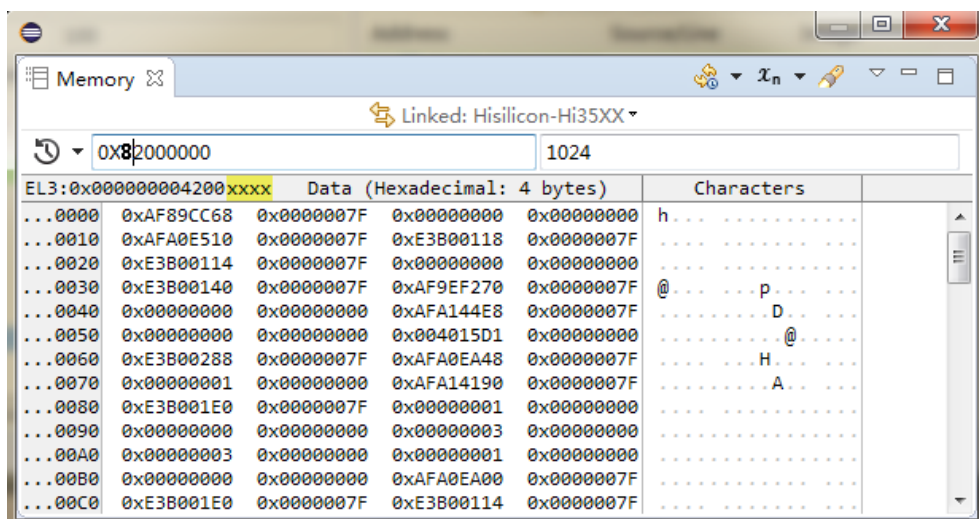 Memory
xn
Linked: Hisilicon-Hi35XX
0X82000000 1024
EL3:0x000000004200xxxx Data (Hexadecimal: 4 bytes) Characters
...0000 0xAF89CC68 0x0000007F 0x00000000 0x00000000 h... ............
...0010 0xAFA0E510 0x0000007F 0xE3B00118 0x0000007F .... ....... ...
...0020 0xE3B00114 0x0000007F 0x00000000 0x00000000 .... ............
...0030 0xE3B00140 0x0000007F 0xAF9EF270 0x0000007F @... ...p... ...
...0040 0x00000000 0x00000000 0xAFA144E8 0x0000007F .........D.. ...
...0050 0x00000000 0x00000000 0x004015D1 0x00000000 ..........@.....
...0060 0xE3B00288 0x0000007F 0xAFA0EA48 0x0000007F .... ...H... ...
...0070 0x00000001 0x00000000 0xAFA14190 0x0000007F .........A.. ...
...0080 0xE3B001E0 0x0000007F 0x00000001 0x00000000 .... ...........
...0090 0x00000000 0x00000000 0x00000003 0x00000000 ................
...00A0 0x00000003 0x00000000 0x00000001 0x00000000 ................
...00B0 0x00000000 0x00000000 0xAFA0EA00 0x0000007F ............ ...
...00C0 0xE3B001E0 0x0000007F 0xE3B00114 0x0000007F .... ....... ...